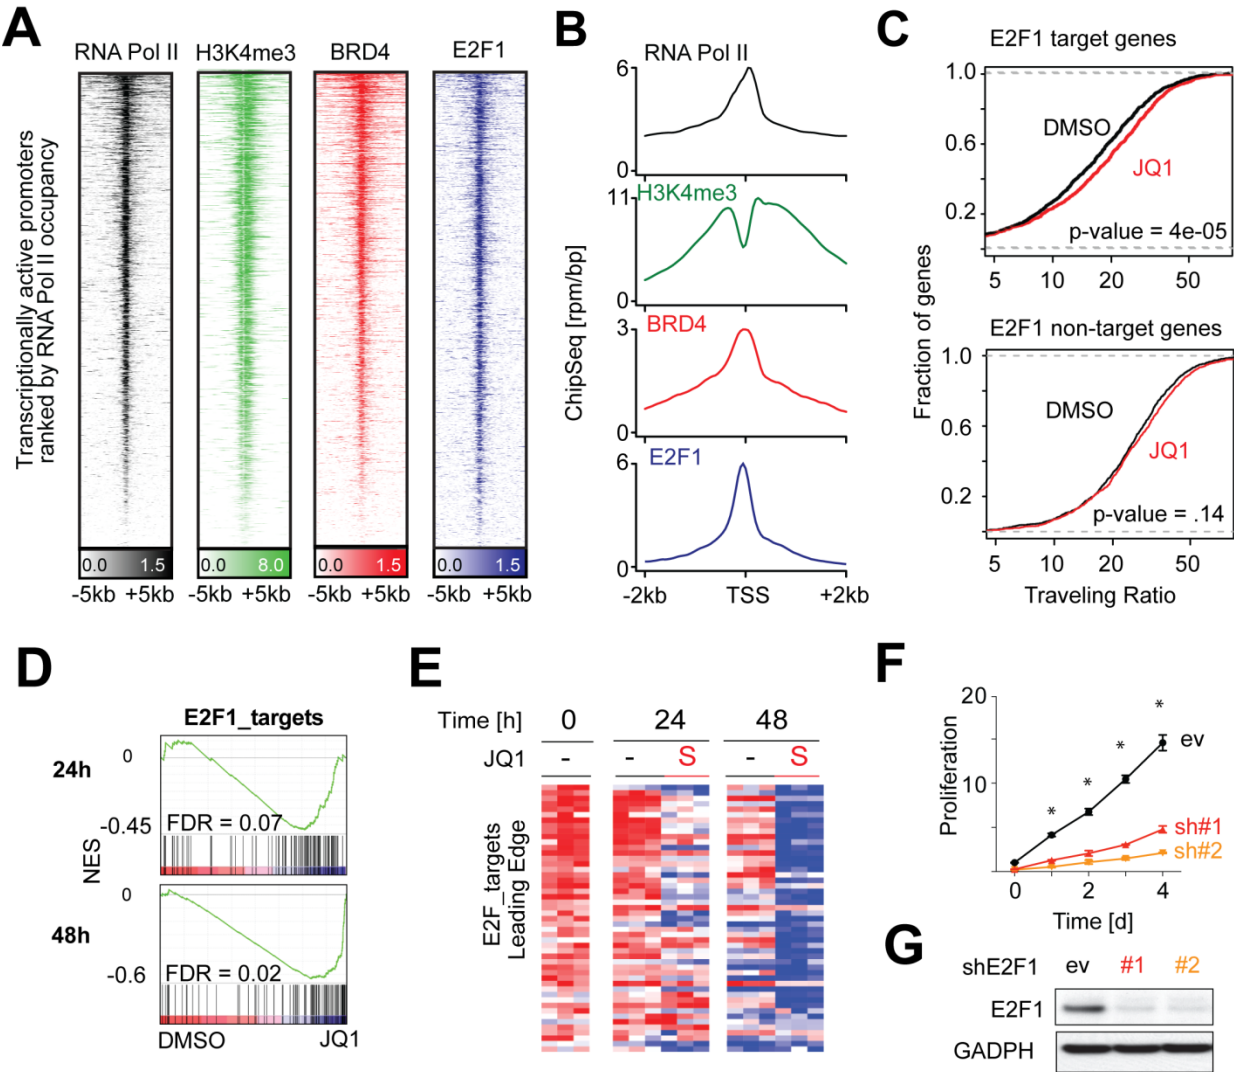 A
RNA Pol II H3K4me3 BRD4 E2F1
Transcriptionally active promoters
ranked by RNA Pol II occupancy
0.0 1.5 0.0 8.0 0.0 1.5 0.0 1.5
-5kb +5kb -5kb +5kb -5kb +5kb -5kb +5kb
B
ChipSeq [rpm/bp]
RNA Pol II
6
0
H3K4me3
11
0
BRD4
3
0
E2F1
6
0
-2kb TSS +2kb
C
Fraction of genes
E2F1 target genes
1.0
0.6
0.2
DMSO
JQ1
p-value = 4e-05
5 10 20 50
E2F1 non-target genes
1.0
0.6
0.2
DMSO
JQ1
p-value = .14
5 10 20 50
Traveling Ratio
D
E2F1_targets
NES
24h
0
-0.45
FDR = 0.07
48h
0
-0.6
FDR = 0.02
DMSO JQ1
E
Time [h] 0 24 48
JQ1 - - S - S
E2F_targets
Leading Edge
F
Proliferation
20
10
* * * *
ev
sh#1
sh#2
0 2 4
Time [d]
G
shE2F1 ev #1 #2
E2F1
GADPH